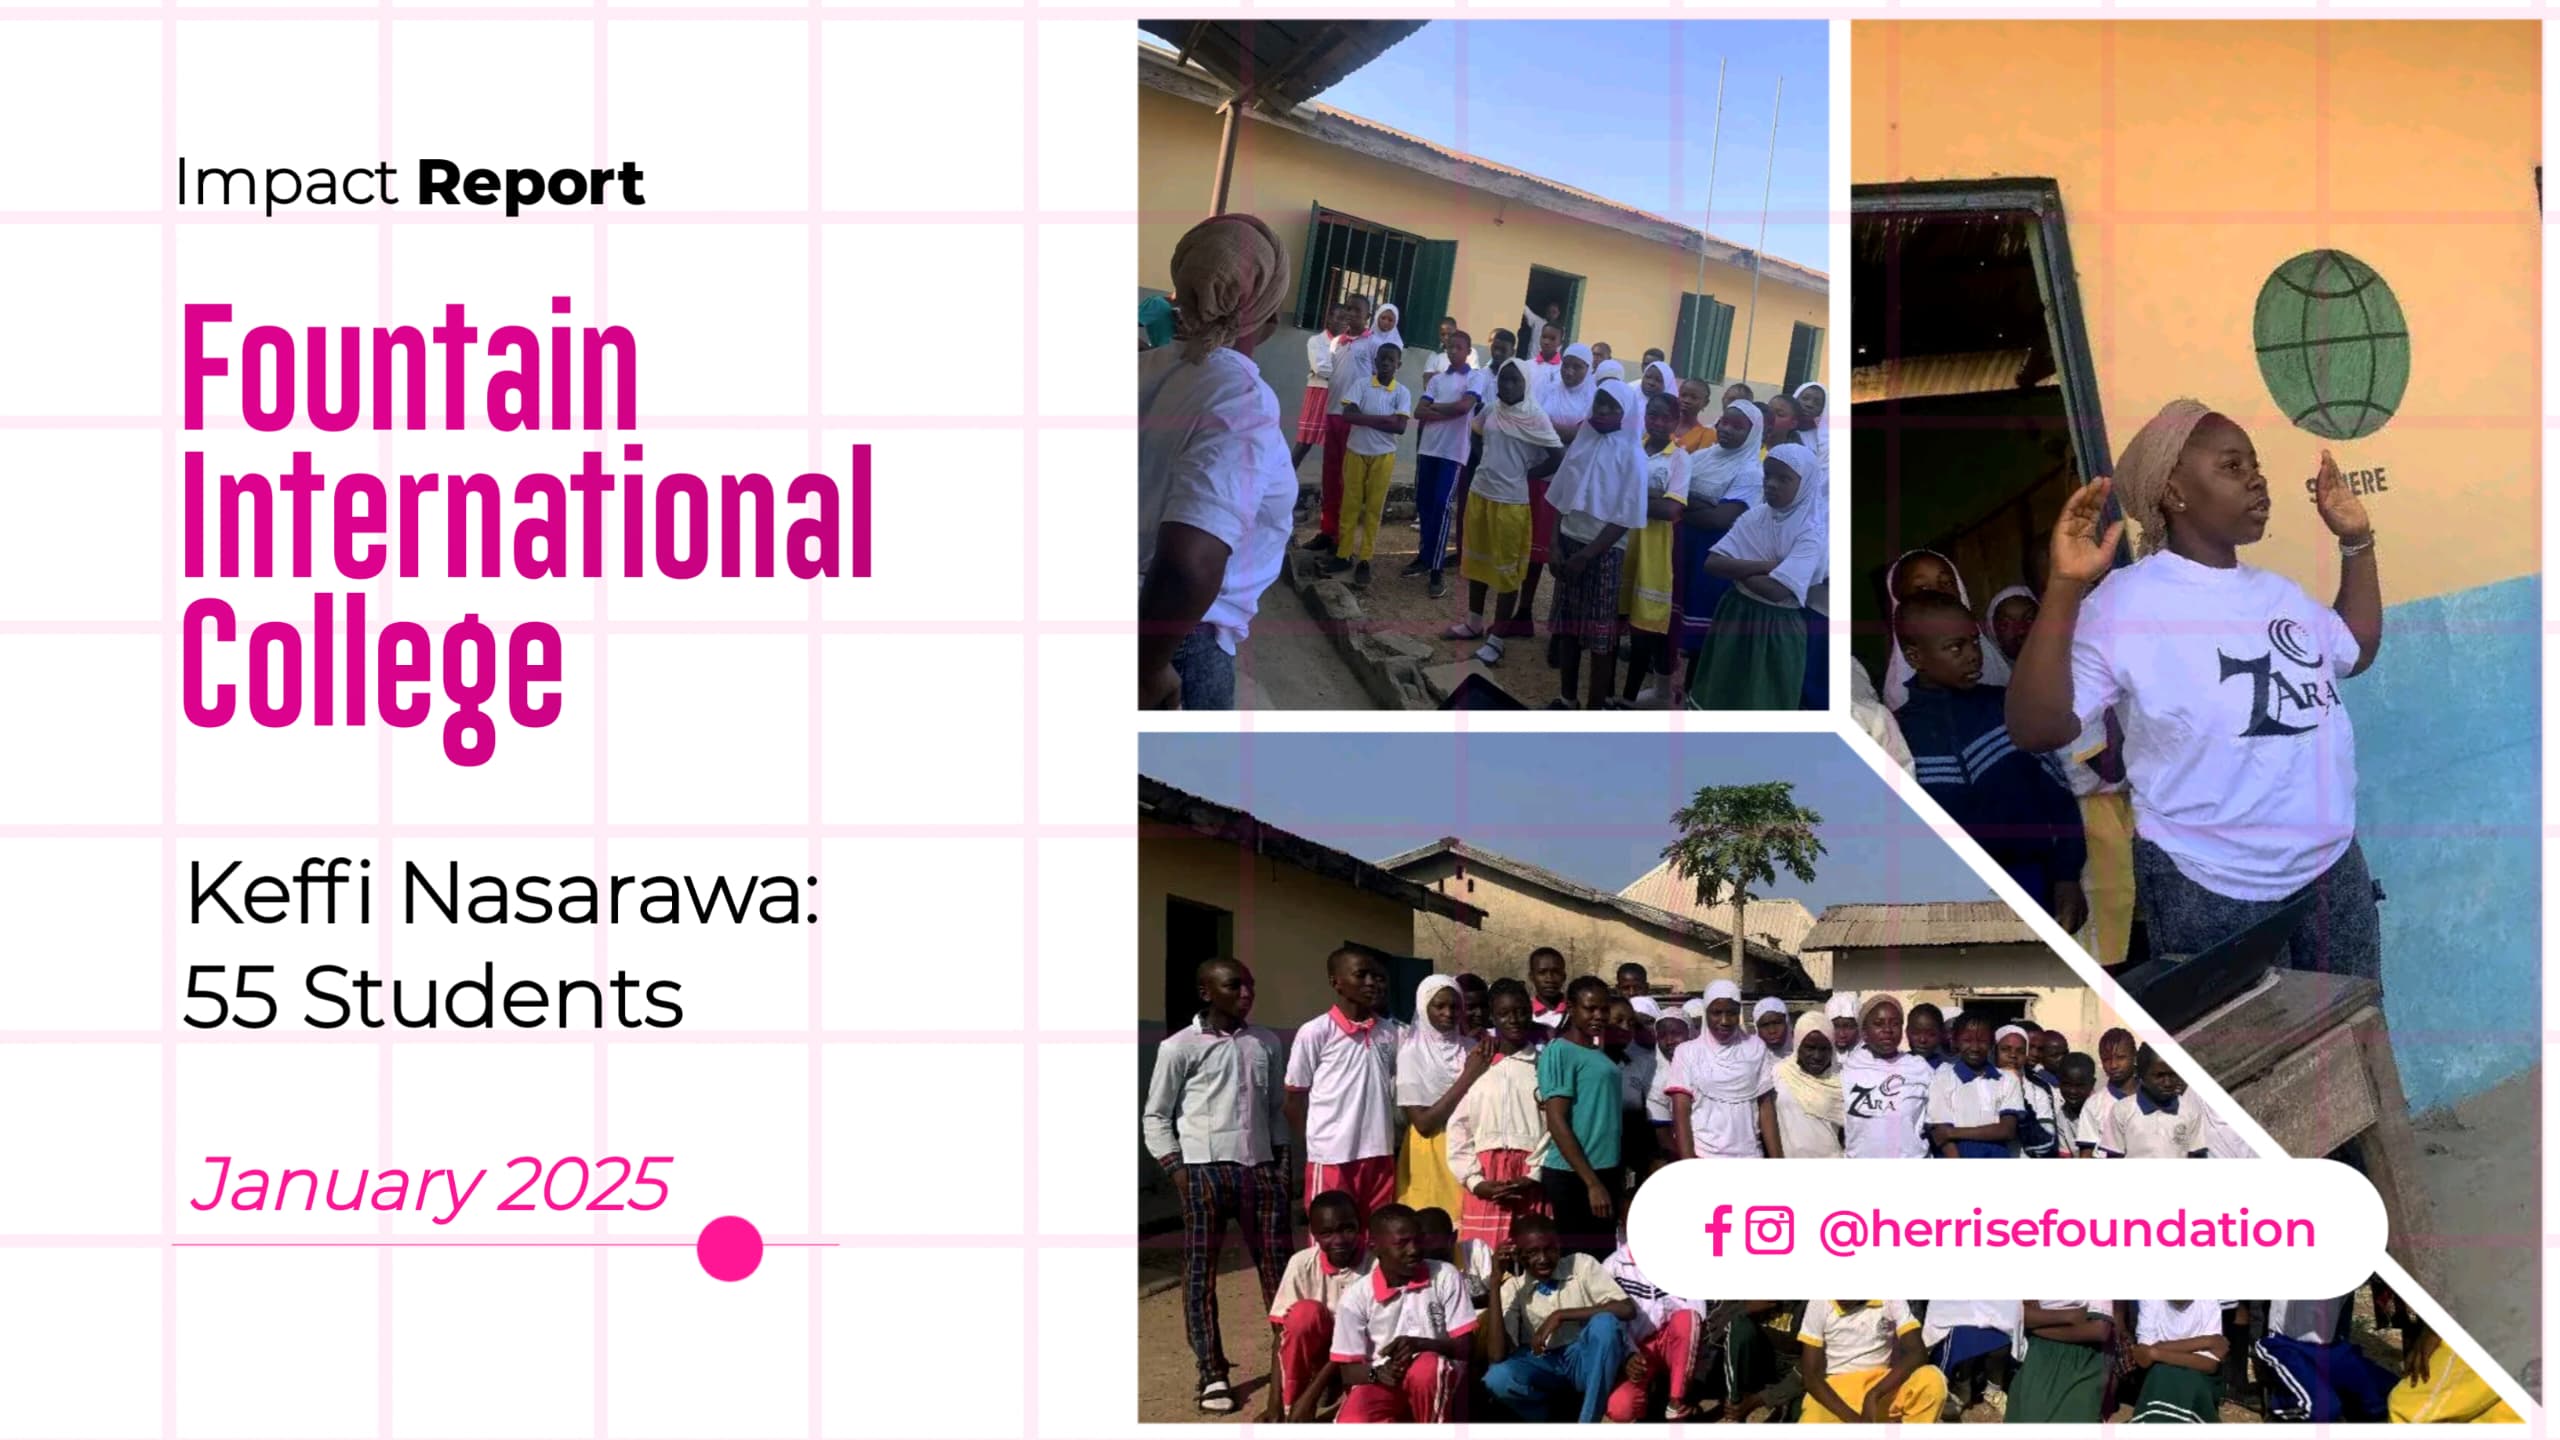 Impact Report
Fountain
International
College
Keffi Nasarawa:
55 Students
January 2025
ZARA
ZARA
@herrisefoundation